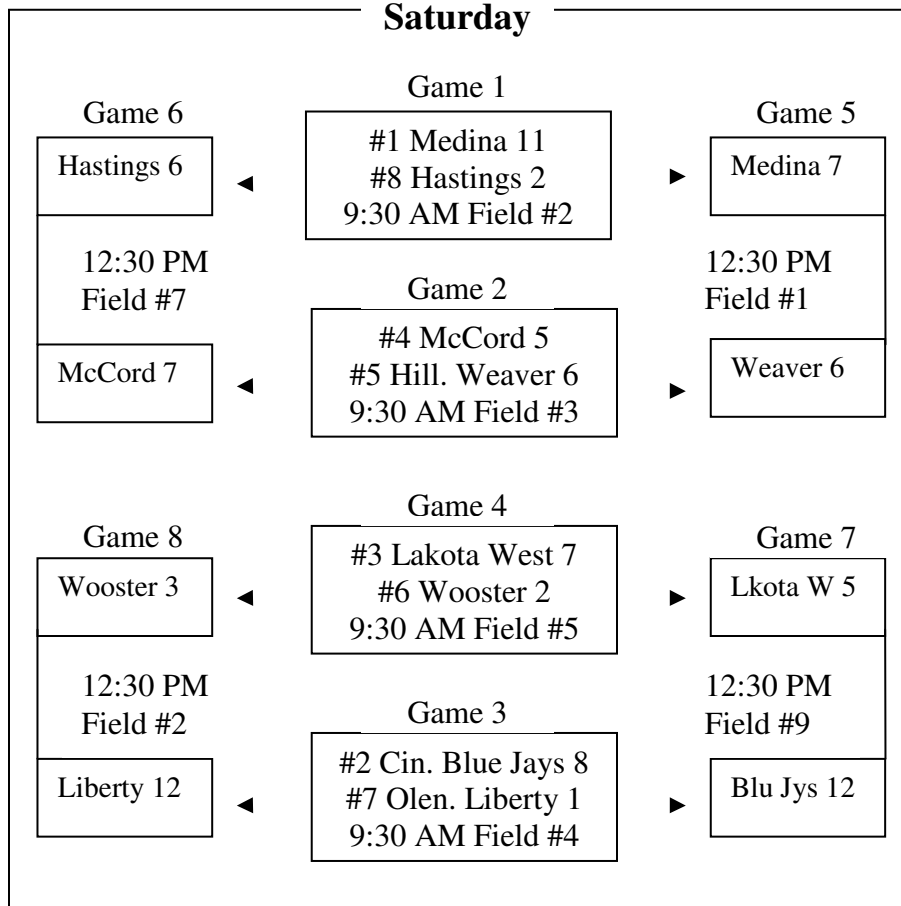 Saturday
Game 1
#1 Medina 11
#8 Hastings 2
9:30 AM Field #2
Game 6
Hastings 6
12:30 PM
Field #7
McCord 7
Game 5
Medina 7
12:30 PM
Field #1
Weaver 6
Game 2
#4 McCord 5
#5 Hill. Weaver 6
9:30 AM Field #3
Game 4
#3 Lakota West 7
#6 Wooster 2
9:30 AM Field #5
Game 8
Wooster 3
12:30 PM
Field #2
Liberty 12
Game 7
Lkota W 5
12:30 PM
Field #9
Blu Jys 12
Game 3
#2 Cin. Blue Jays 8
#7 Olen. Liberty 1
9:30 AM Field #4